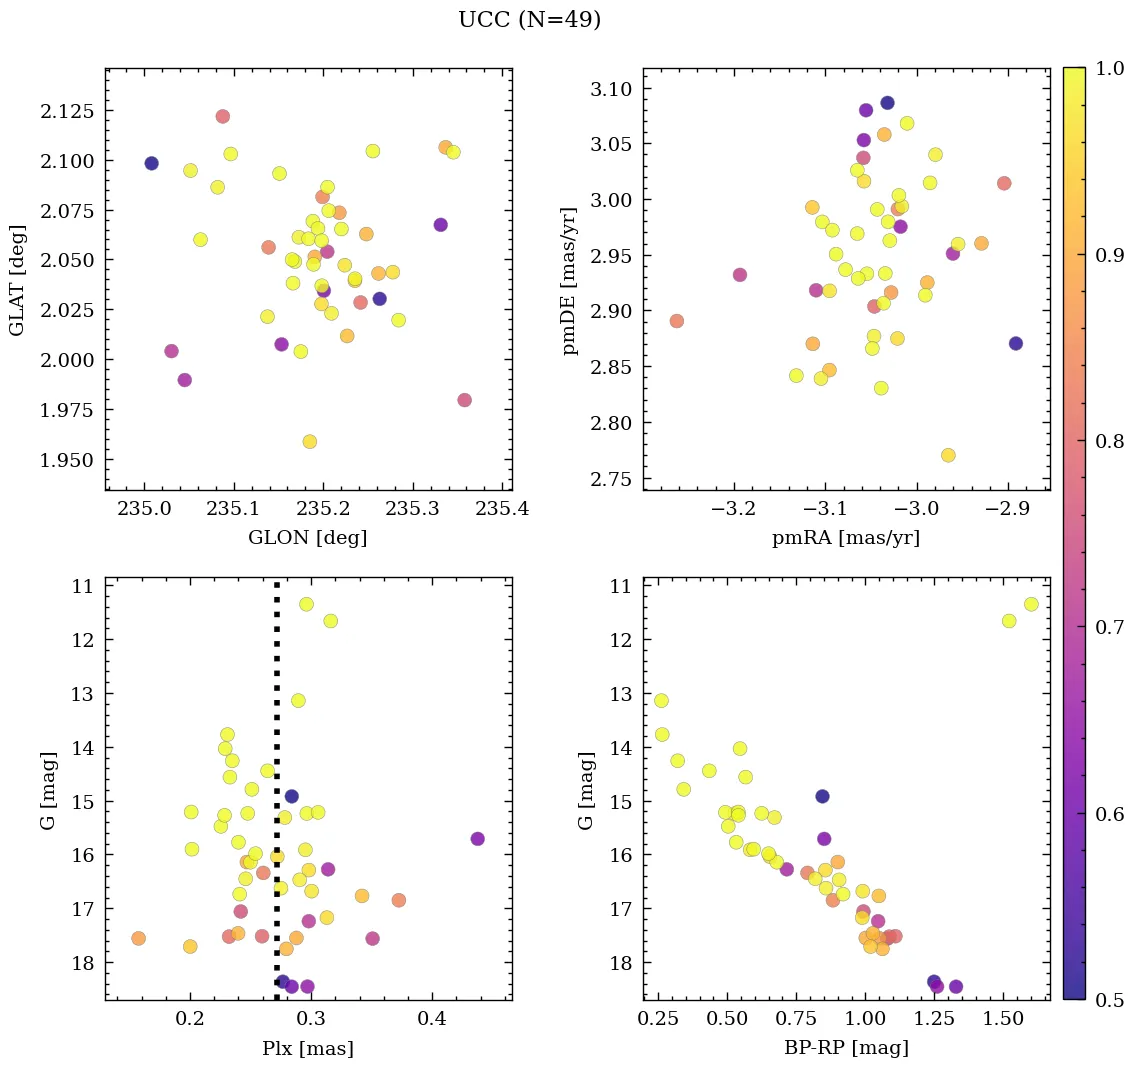 UCC (N=49)
2.125
2.100
2.075
2.050
2.025
2.000
1.975
1.950
GLAT [deg]
235.0 235.1 235.2 235.3 235.4
GLON [deg]
3.10
3.05
3.00
2.95
2.90
2.85
2.80
2.75
pmDE [mas/yr]
−3.2 −3.1 −3.0 −2.9
pmRA [mas/yr]
11
12
13
14
15
16
17
18
G [mag]
0.2 0.3 0.4
Plx [mas]
11
12
13
14
15
16
17
18
G [mag]
0.25 0.50 0.75 1.00 1.25 1.50
BP-RP [mag]
1.0
0.9
0.8
0.7
0.6
0.5